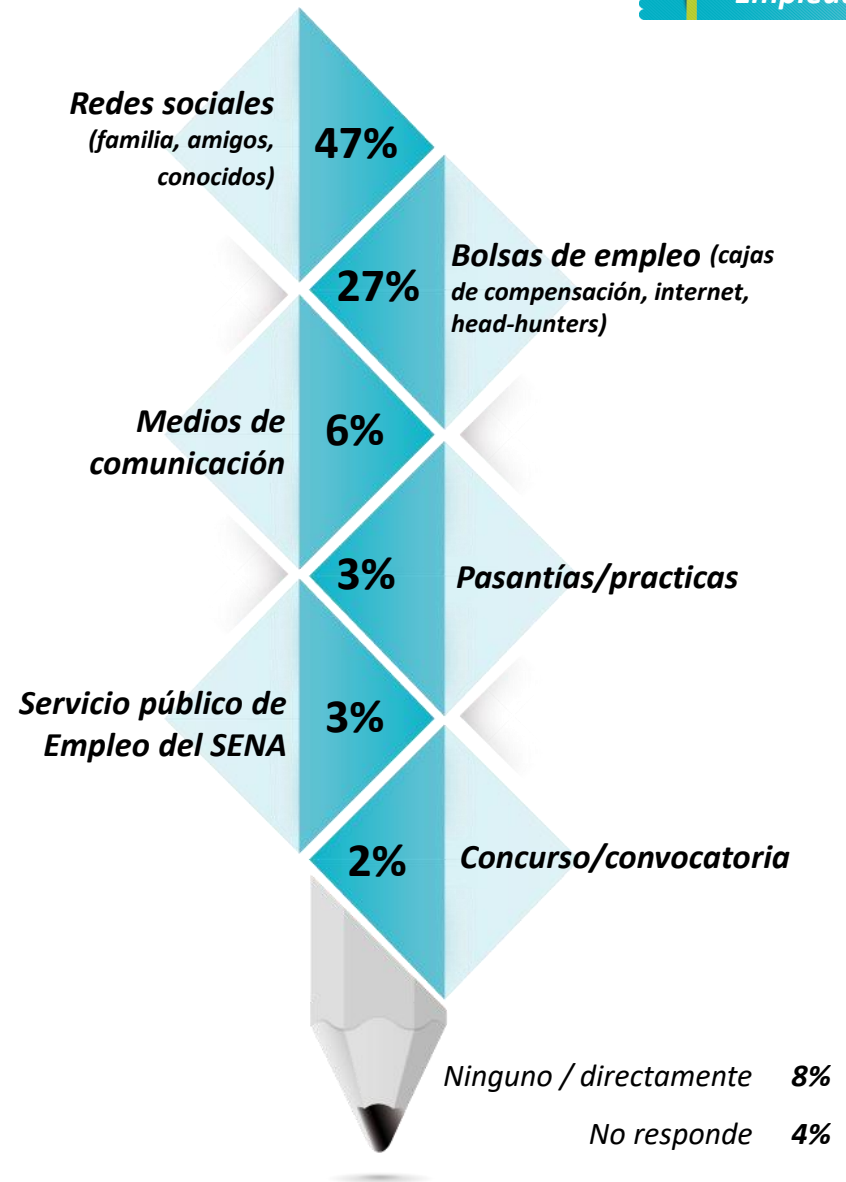 Redes sociales
(familia, amigos,
conocidos)
47%
27%
Bolsas de empleo (cajas
de compensación, internet,
head-hunters)
Medios de
comunicación
6%
3%
Pasantías/practicas
Servicio público de
Empleo del SENA
3%
2%
Concurso/convocatoria
Ninguno / directamente 8%
No responde 4%